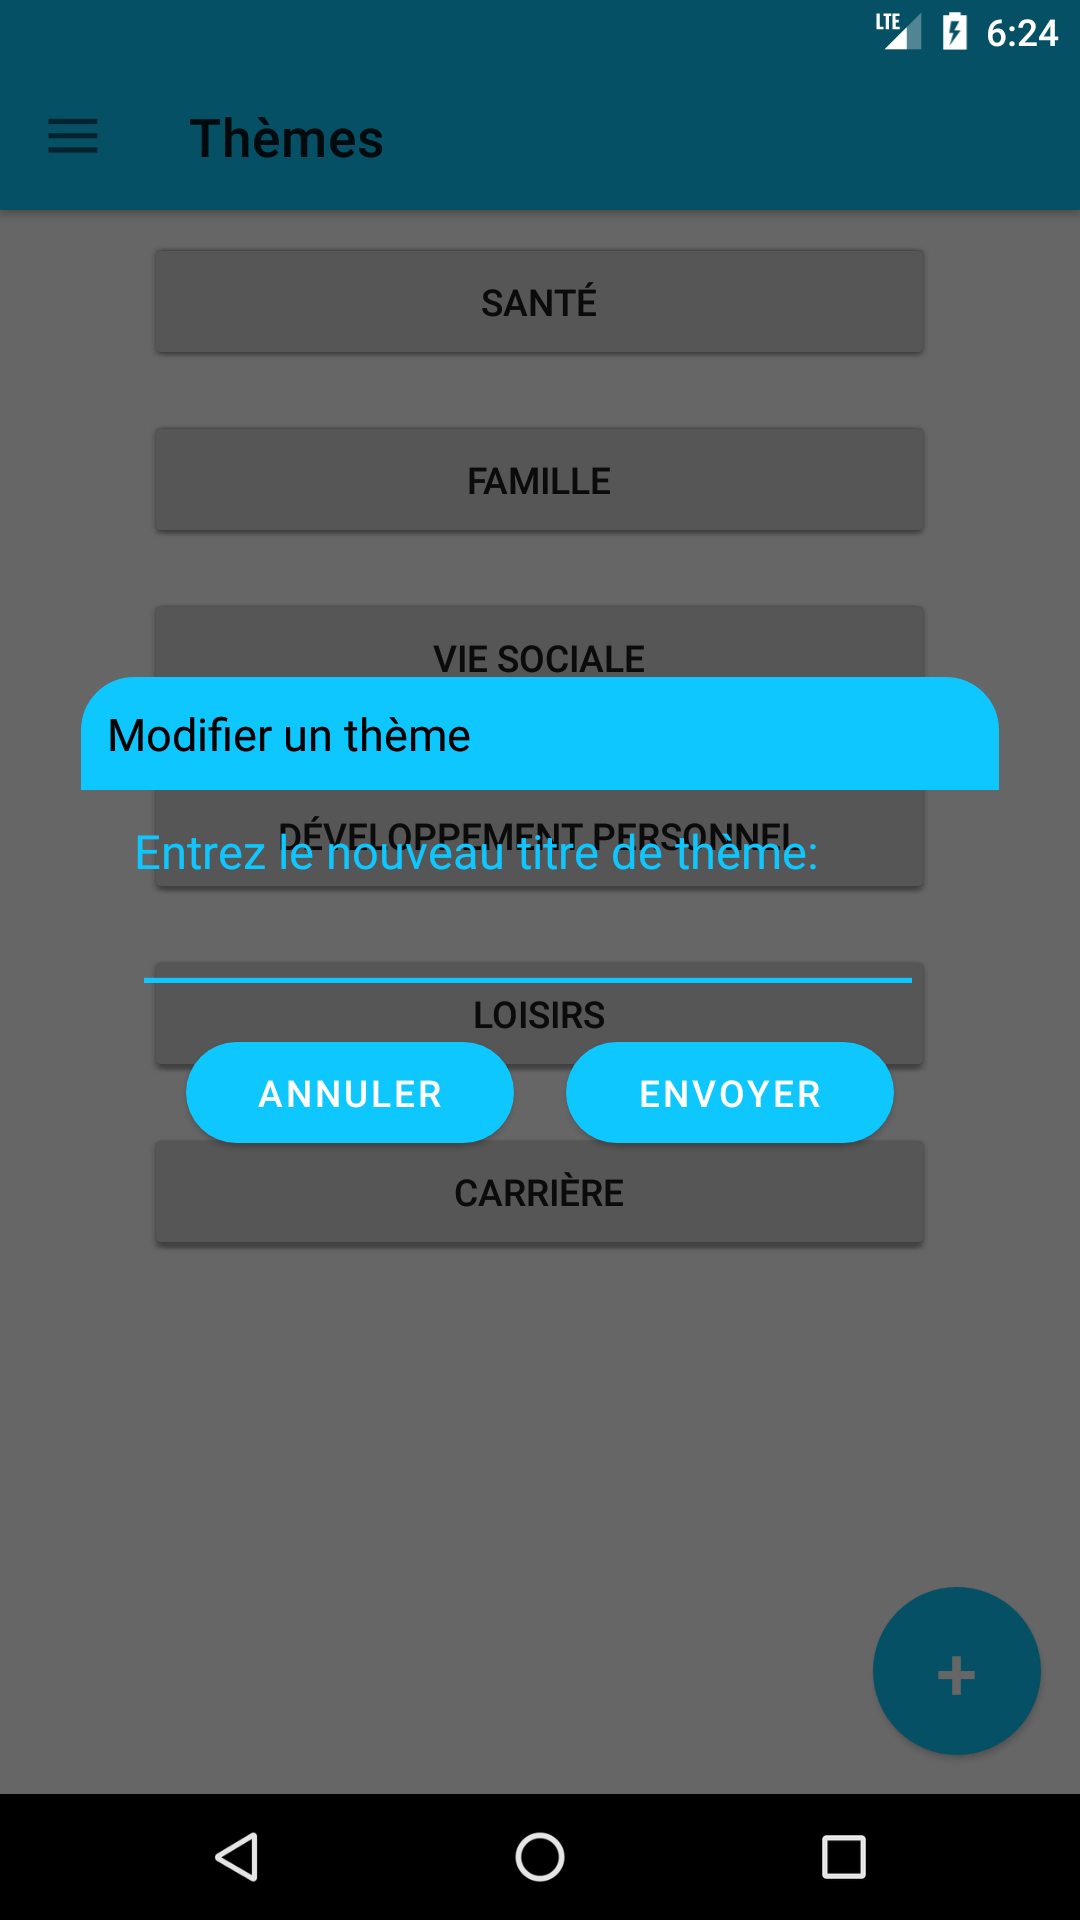 LTE 6:24
Thèmes
SANTÉ
FAMILLE
VIE SOCIALE
Modifier un thème
DÉVELOPPEMENT PERSONNEL
Entrez le nouveau titre de thème:
LOISIRS
ANNULER ENVOYER
CARRIÈRE
+